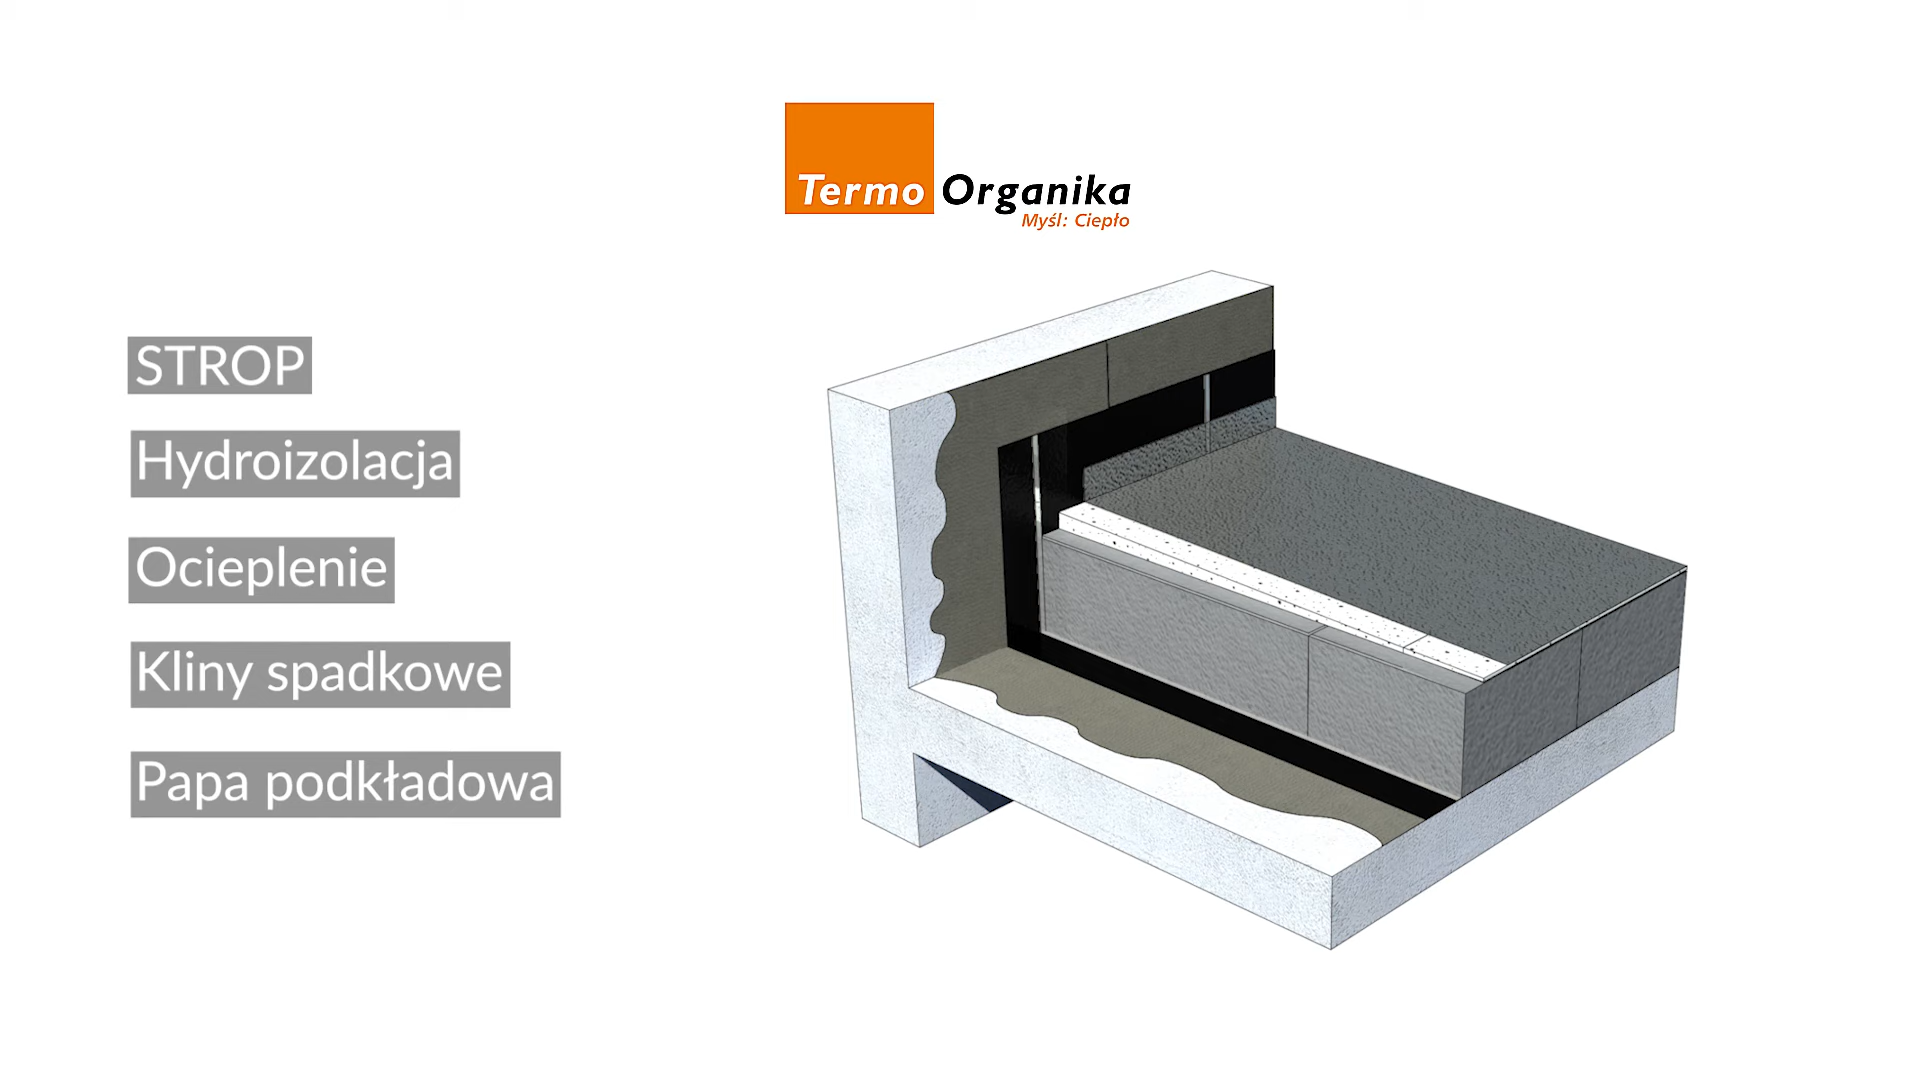 Termo Organika
Myśl: Ciepło
STROP
Hydroizolacja
Ocieplenie
Kliny spadkowe
Papa podkładowa